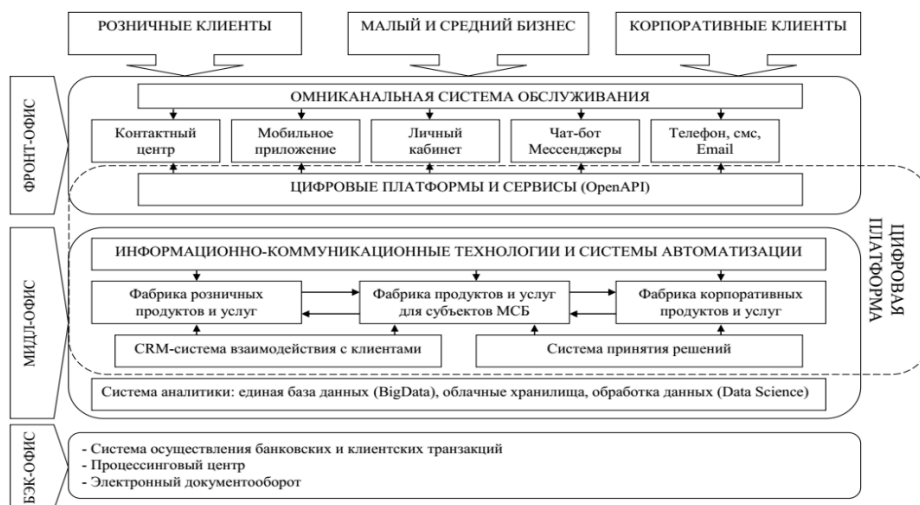 РОЗНИЧНЫЕ КЛИЕНТЫ
МАЛЫЙ И СРЕДНИЙ БИЗНЕС
КОРПОРАТИВНЫЕ КЛИЕНТЫ
ФРОНТ-ОФИС
ОМНИКАНАЛЬНАЯ СИСТЕМА ОБСЛУЖИВАНИЯ
Контактный
центр
Мобильное
приложение
Личный
кабинет
Чат-бот
Мессенджеры
Телефон, смс,
Email
ЦИФРОВЫЕ ПЛАТФОРМЫ И СЕРВИСЫ (OpenAPI)
ЦИФРОВАЯ
ПЛАТФОРМА
МИДЛ-ОФИС
ИНФОРМАЦИОННО-КОММУНИКАЦИОННЫЕ ТЕХНОЛОГИИ И СИСТЕМЫ АВТОМАТИЗАЦИИ
Фабрика розничных
продуктов и услуг
Фабрика продуктов и услуг
для субъектов МСБ
Фабрика корпоративных
продуктов и услуг
CRM-система взаимодействия с клиентами
Система принятия решений
Система аналитики: единая база данных (BigData), облачные хранилища, обработка данных (Data Science)
БЭК-ОФИС
- Система осуществления банковских и клиентских транзакций
- Процессинговый центр
- Электронный документооборот